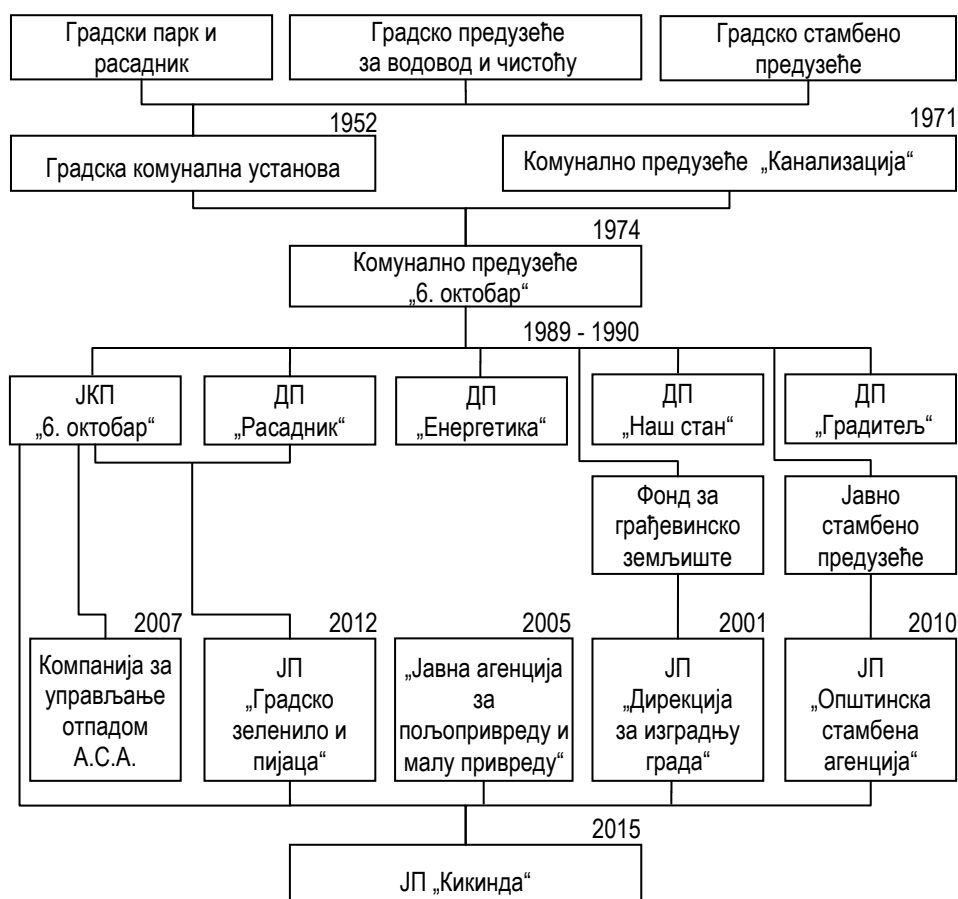 Градски парк и
расадник
Градско предузеће
за водовод и чистоћу
Градско стамбено
предузеће
1952
Градска комунална установа
1971
Комунално предузеће „Канализација“
1974
Комунално предузеће
„6. октобар“
1989 - 1990
ЈКП
„6. октобар“
ДП
„Расадник“
ДП
„Енергетика“
ДП
„Наш стан“
ДП
„Градитељ“
Фонд за
грађевинско
земљиште
Јавно
стамбено
предузеће
2007
Компанија за
управљање
отпадом
А.С.А.
2012
ЈП
„Градско
зеленило и
пијаца“
2005
„Јавна агенција
за
пољопривреду и
малу привреду“
2001
ЈП
„Дирекција
за изградњу
града“
2010
ЈП
„Општинска
стамбена
агенција“
2015
ЈП „Кикинда“